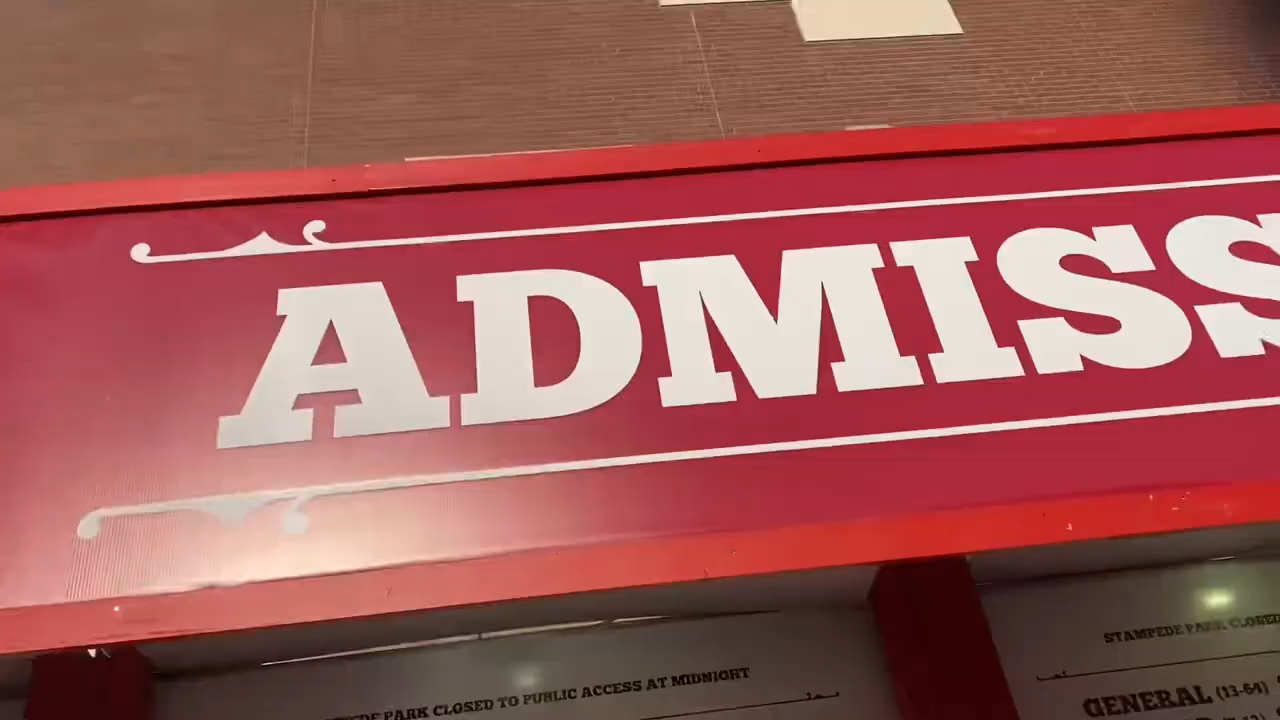 ADMISS
PARK CLOSED TO PUBLIC ACCESS AT MIDNIGHT
STAMPEDE PARK CLOSED
GENERAL (13-64)